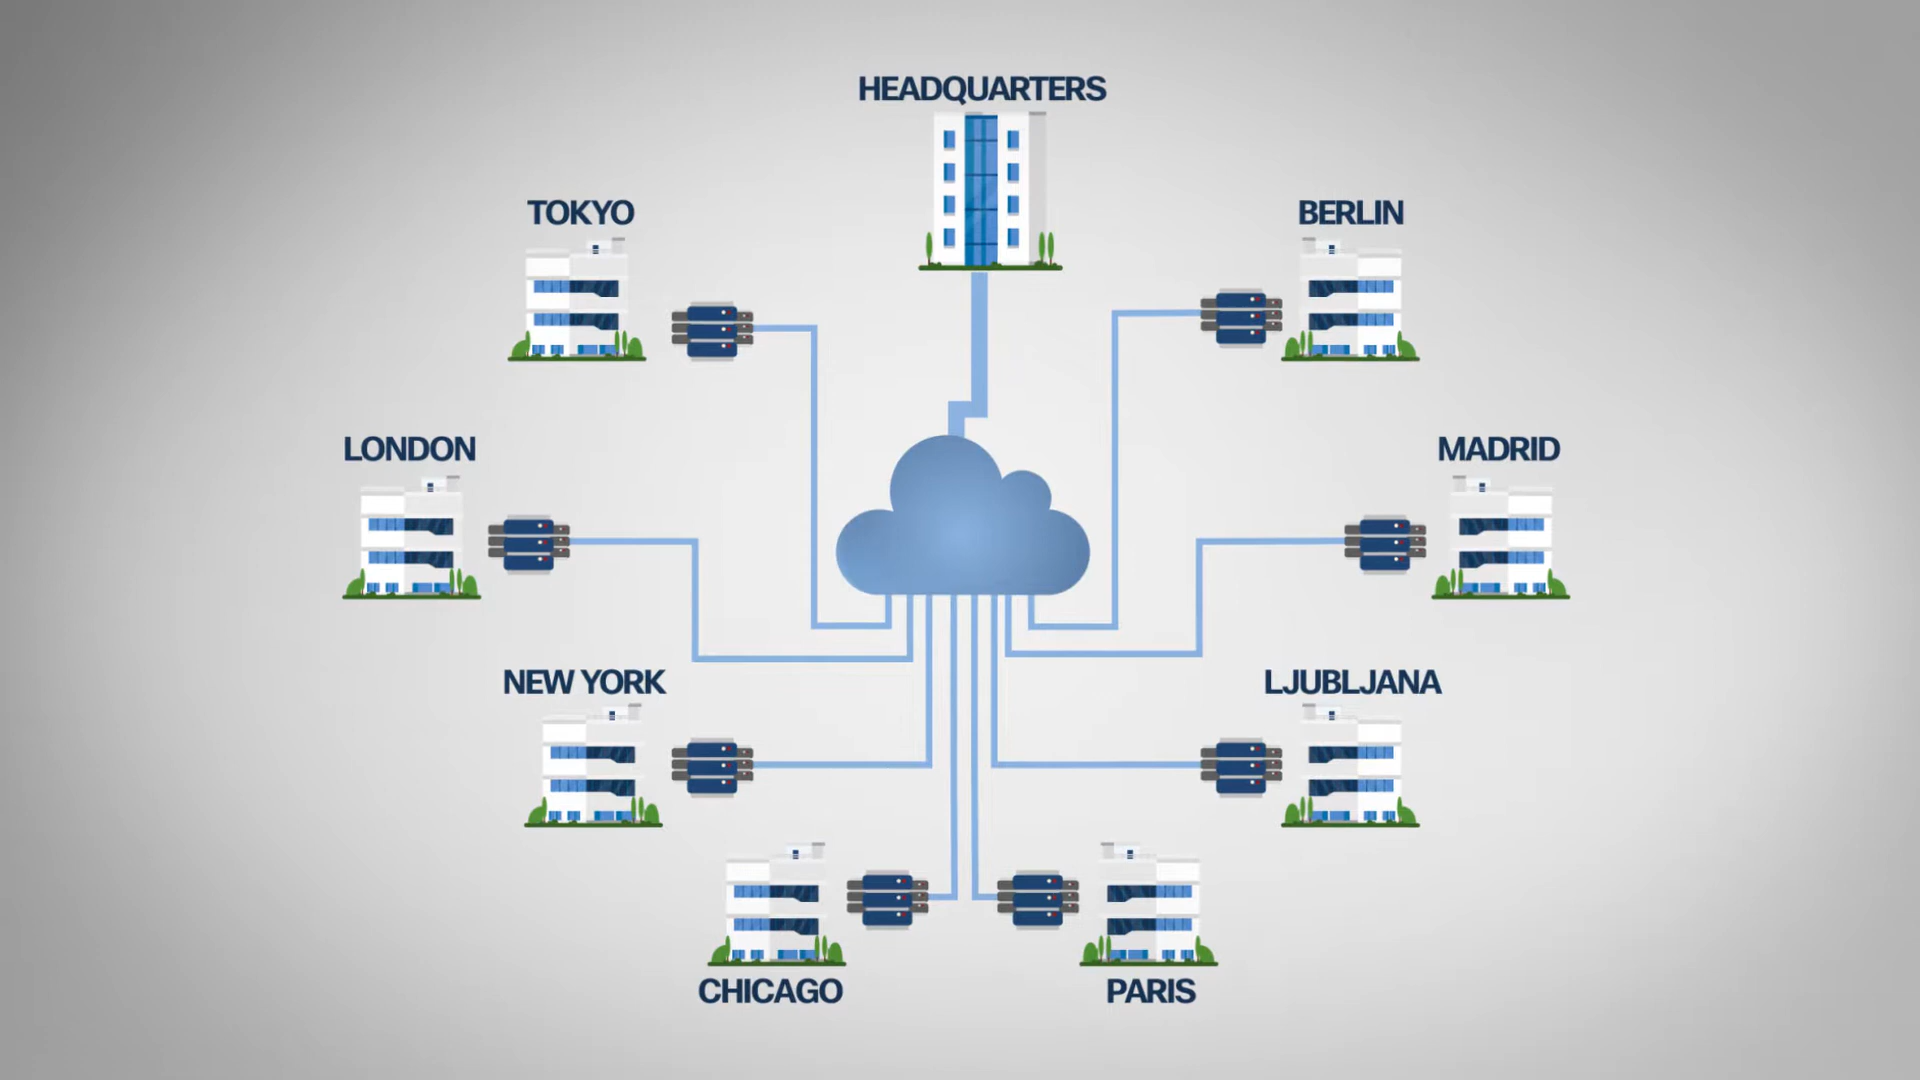 HEADQUARTERS
TOKYO
BERLIN
LONDON
MADRID
NEW YORK
LJUBLJANA
CHICAGO
PARIS